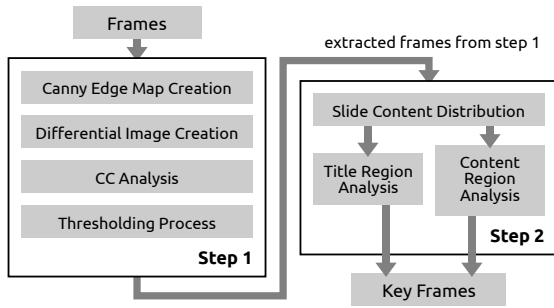 Frames
Canny Edge Map Creation
Differential Image Creation
CC Analysis
Thresholding Process
Step 1
extracted frames from step 1
Slide Content Distribution
Title Region
Analysis
Content
Region
Analysis
Step 2
Key Frames